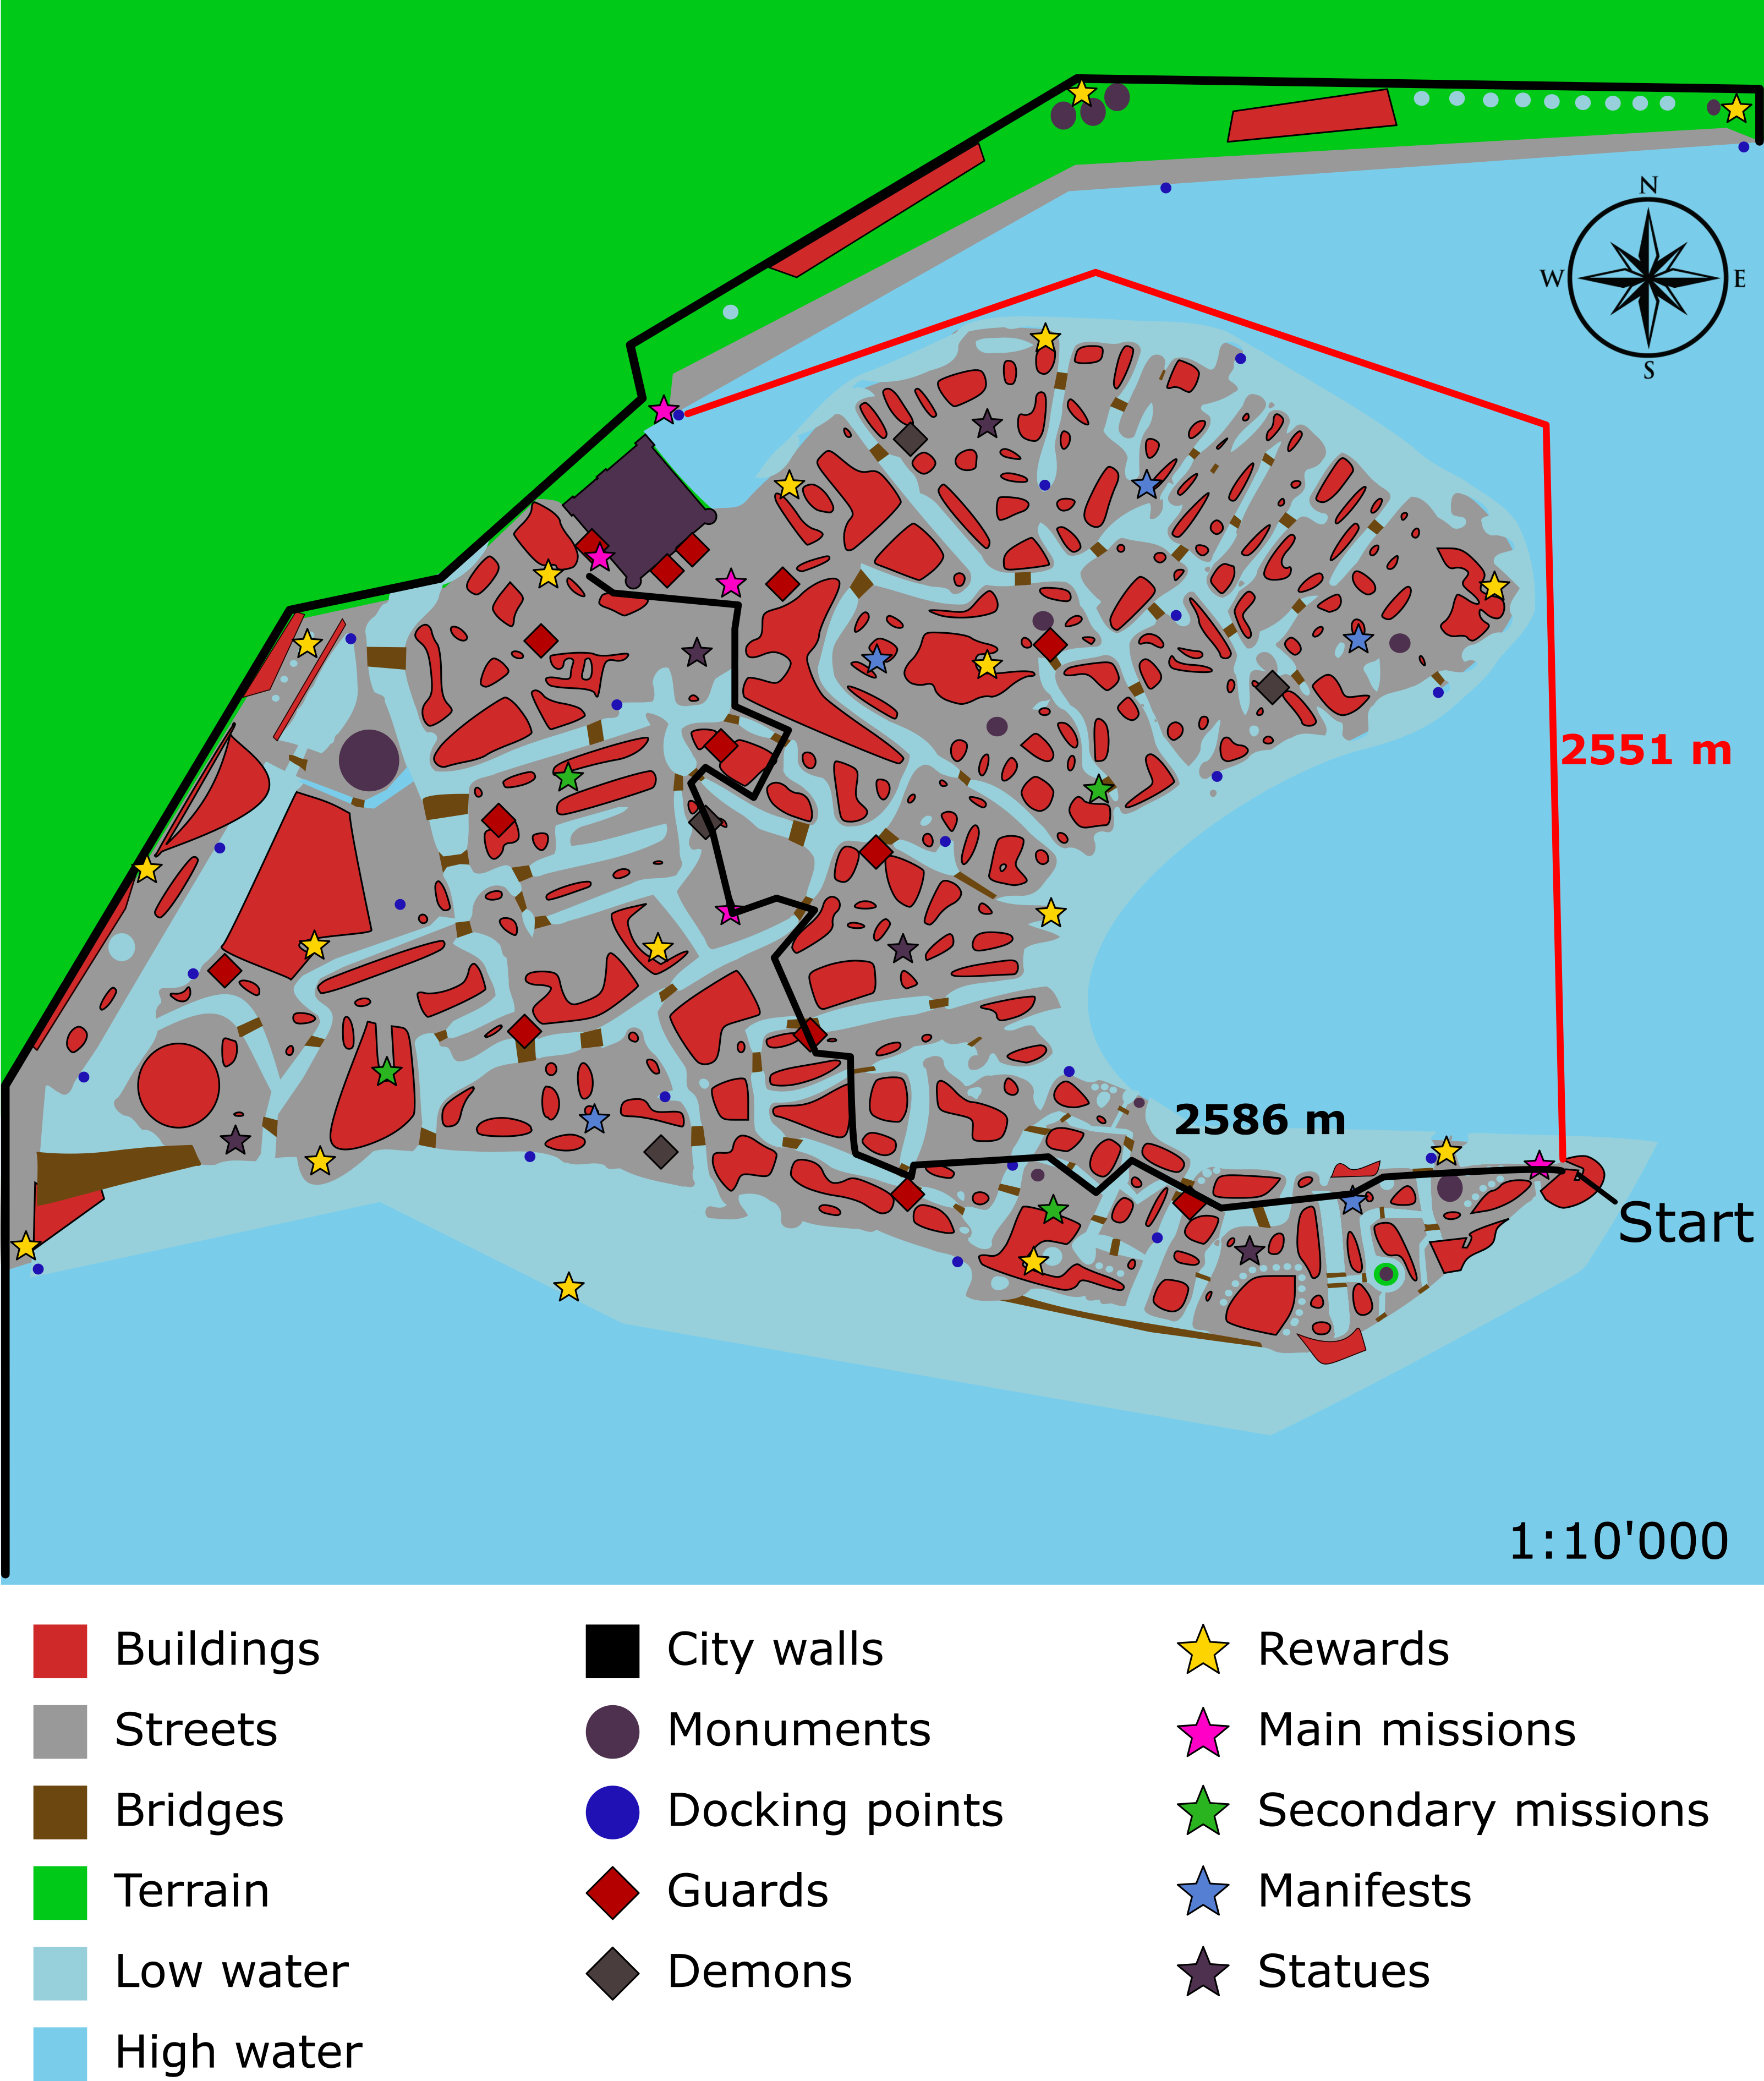 N
W
E
S
2551 m
2586 m
Start
1:10'000
Buildings
City walls
Rewards
Streets
Monuments
Main missions
Bridges
Docking points
Secondary missions
Terrain
Guards
Manifests
Low water
Demons
Statues
High water